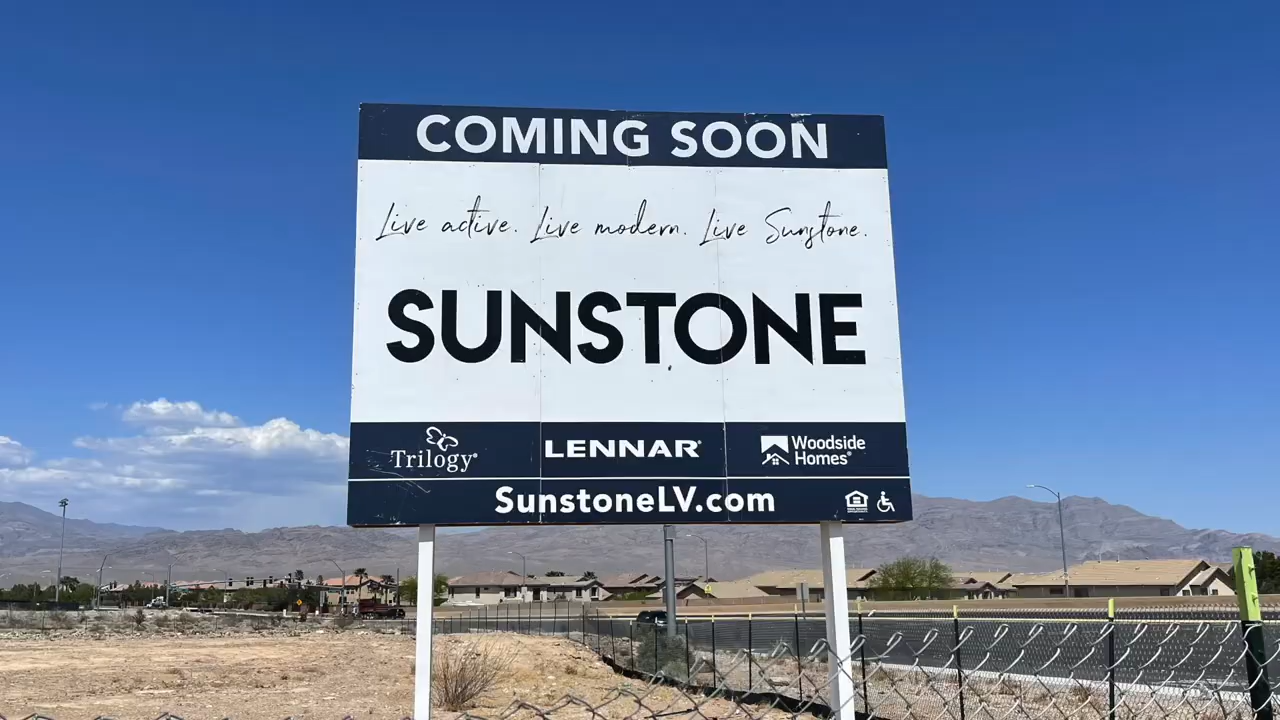 COMING SOON
Live active. Live modern. Live Sunstone.
SUNSTONE
Trilogy® LENNAR® Woodside Homes®
SunstoneLV.com